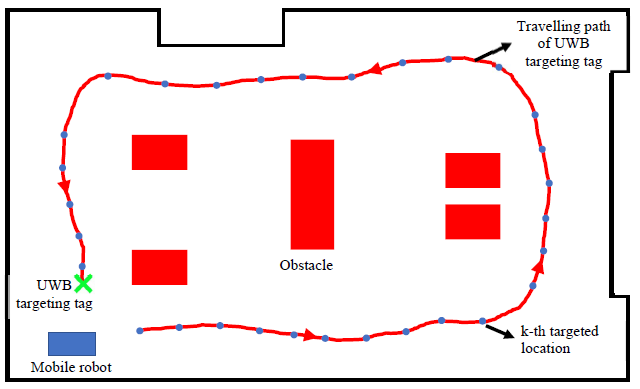 Travelling path
of UWB
targeting tag
Obstacle
UWB
targeting tag
k-th targeted
location
Mobile robot